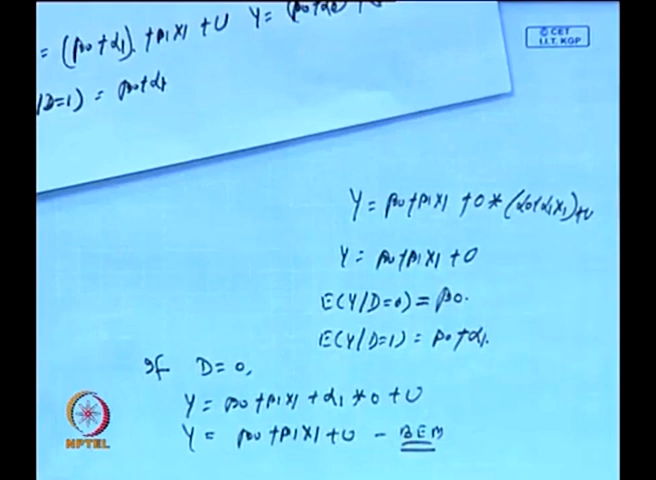 = (β0+α1). +β1X1 + U Y = (β0+α0)
/D=1) = β0+α1
© CET
I.I.T. KGP
Y = β0+β1X1 + 0*(α0+α1X1)+U
Y = β0+β1X1 + U
E(Y/D=0) = β0.
E(Y/D=1) = β0+α1.
If D = 0,
Y = β0+β1X1+α1*0+U
Y = β0+β1X1+U - BEM
NPTEL